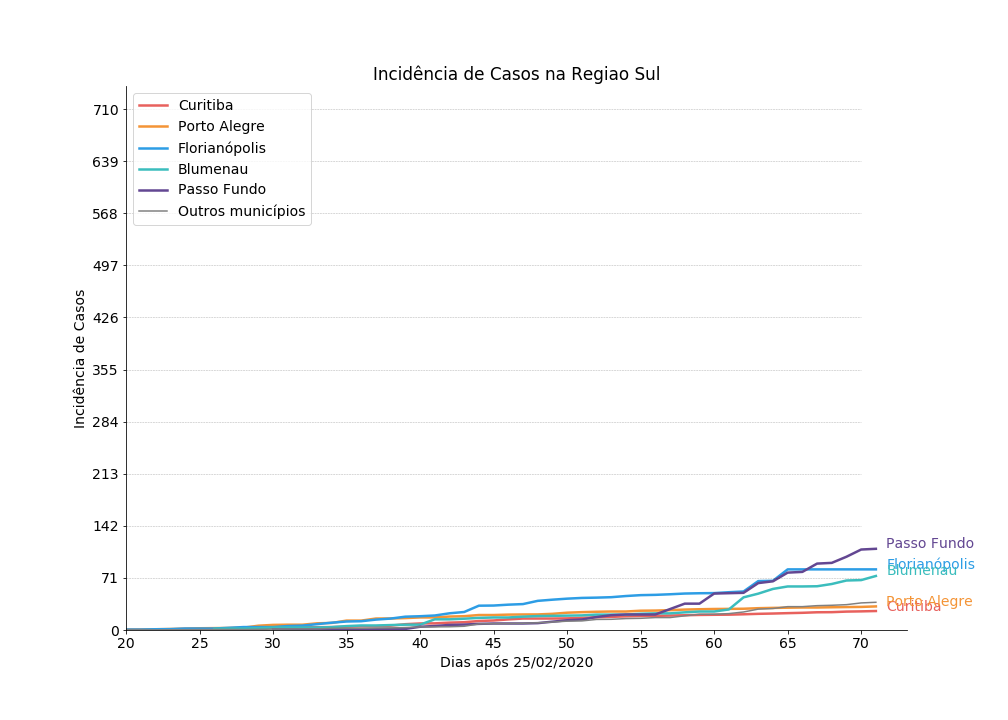 Incidência de Casos na Regiao Sul
Curitiba
Porto Alegre
Florianópolis
Blumenau
Passo Fundo
Outros municípios
710
639
568
497
426
355
284
213
142
71
0
Incidência de Casos
Passo Fundo
Florianópolis
Blumenau
Porto Alegre
Curitiba
20 25 30 35 40 45 50 55 60 65 70
Dias após 25/02/2020